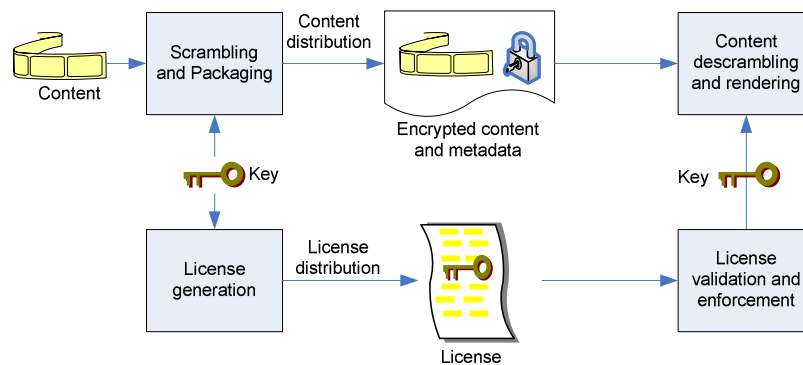 Content
Scrambling
and Packaging
Content
distribution
Encrypted content
and metadata
Content
descrambling
and rendering
Key
Key
License
generation
License
distribution
License
License
validation and
enforcement